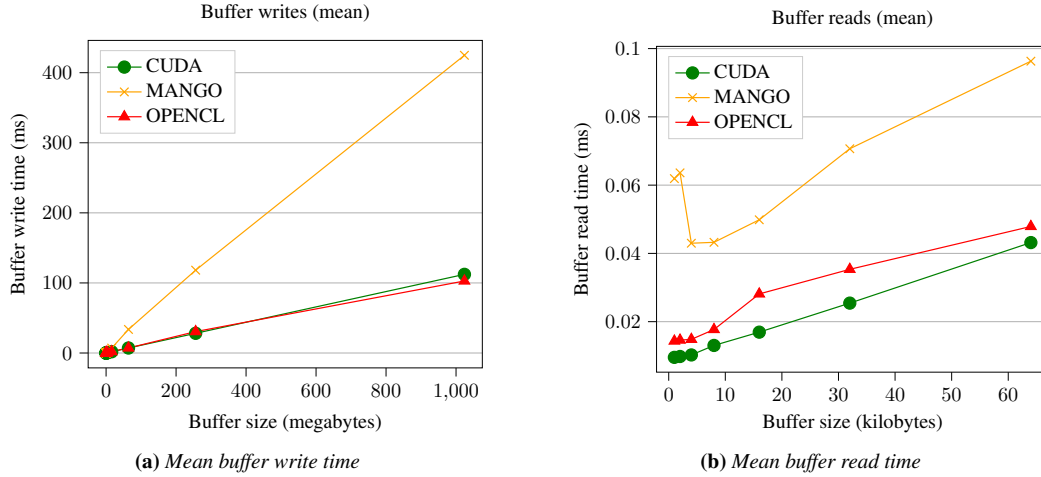 Buffer writes (mean)
400
300
200
100
0
Buffer write time (ms)
CUDA
MANGO
OPENCL
0
200
400
600
800
1,000
Buffer size (megabytes)
(a) Mean buffer write time
Buffer reads (mean)
0.1
0.08
0.06
0.04
0.02
Buffer read time (ms)
CUDA
MANGO
OPENCL
0
10
20
30
40
50
60
Buffer size (kilobytes)
(b) Mean buffer read time